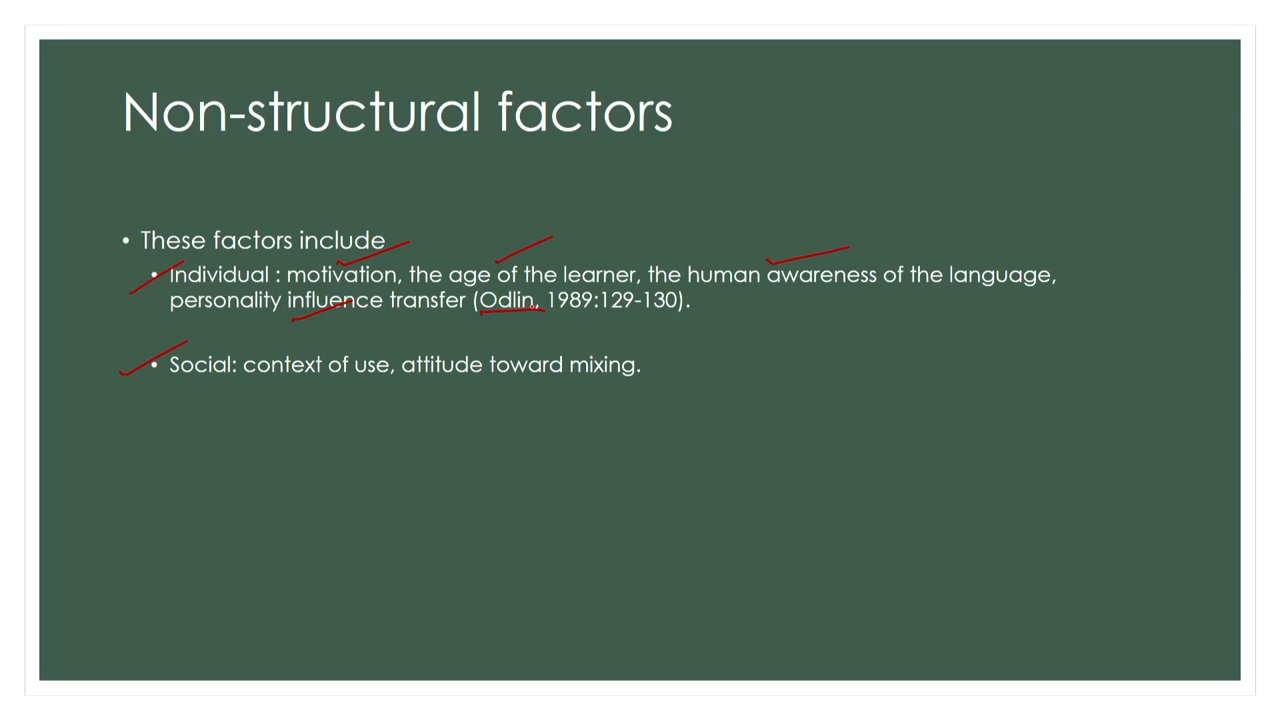 Non-structural factors
• These factors include
• Individual : motivation, the age of the learner, the human awareness of the language,
personality influence transfer (Odlin, 1989:129-130).
• Social: context of use, attitude toward mixing.